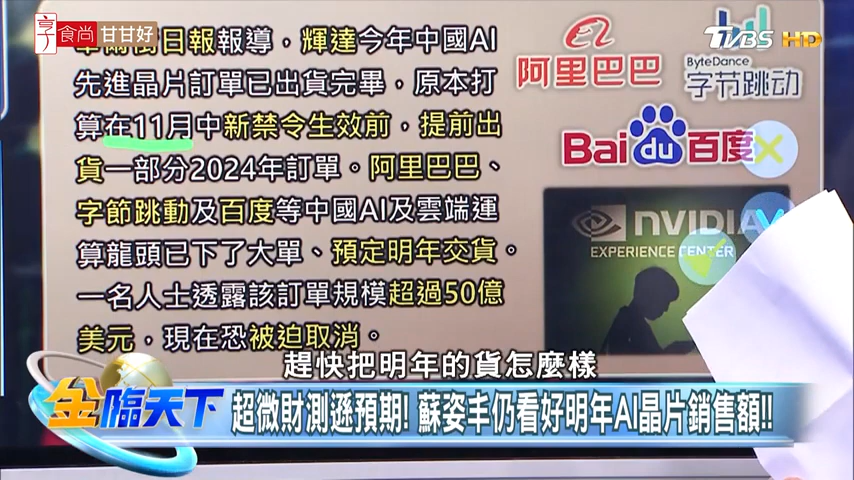 享食尚 甘甘好
華爾街日報報導，輝達今年中國AI
先進晶片訂單已出貨完畢，原本打
算在11月中新禁令生效前，提前出
貨一部分2024年訂單。阿里巴巴、
字節跳動及百度等中國AI及雲端運
算龍頭已下了大單、預定明年交貨。
一名人士透露該訂單規模超過50億
美元，現在恐被迫取消。
TVBS HD
阿里巴巴
ByteDance
字节跳动
Bai du 百度
NVIDIA
EXPERIENCE CENTER
趕快把明年的貨怎麼樣
金臨天下
超微財測遜預期! 蘇姿丰仍看好明年AI晶片銷售額!!